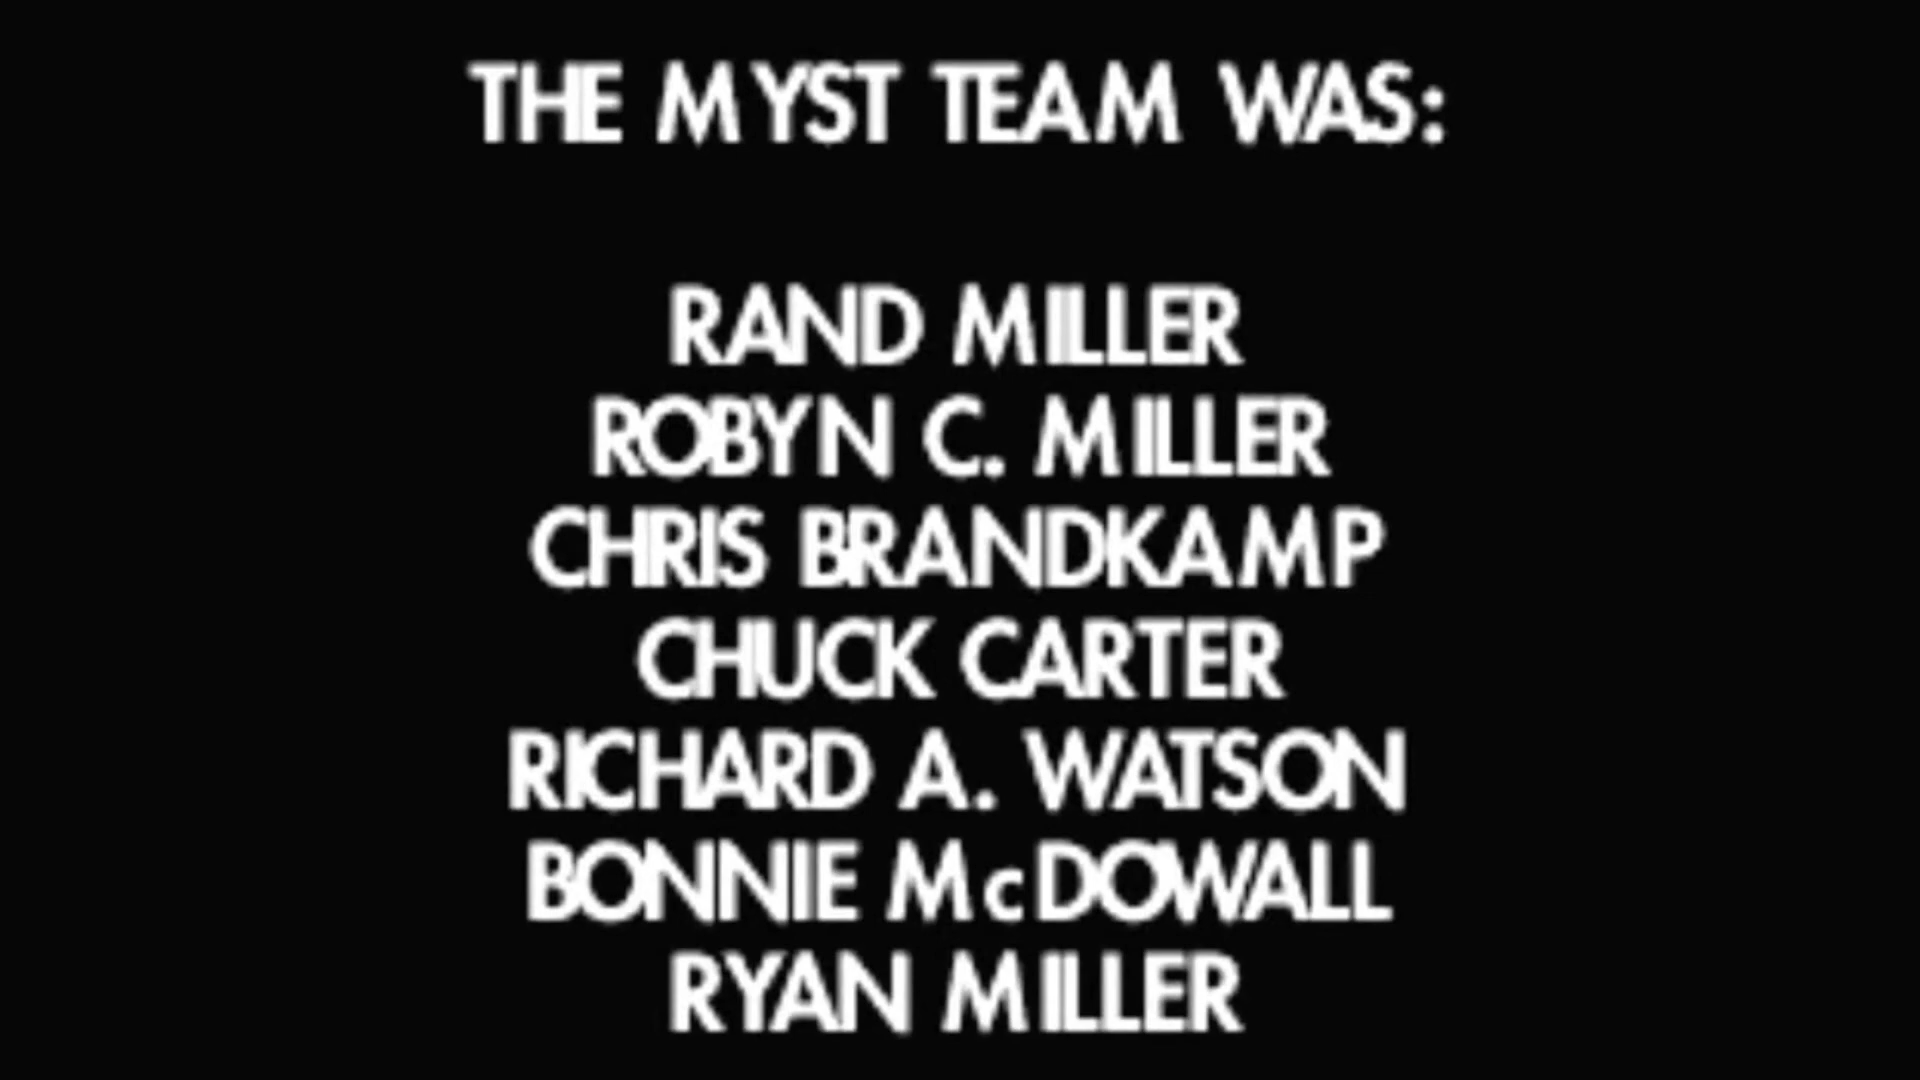 THE MYST TEAM WAS:
RAND MILLER
ROBYN C. MILLER
CHRIS BRANDKAMP
CHUCK CARTER
RICHARD A. WATSON
BONNIE McDOWALL
RYAN MILLER